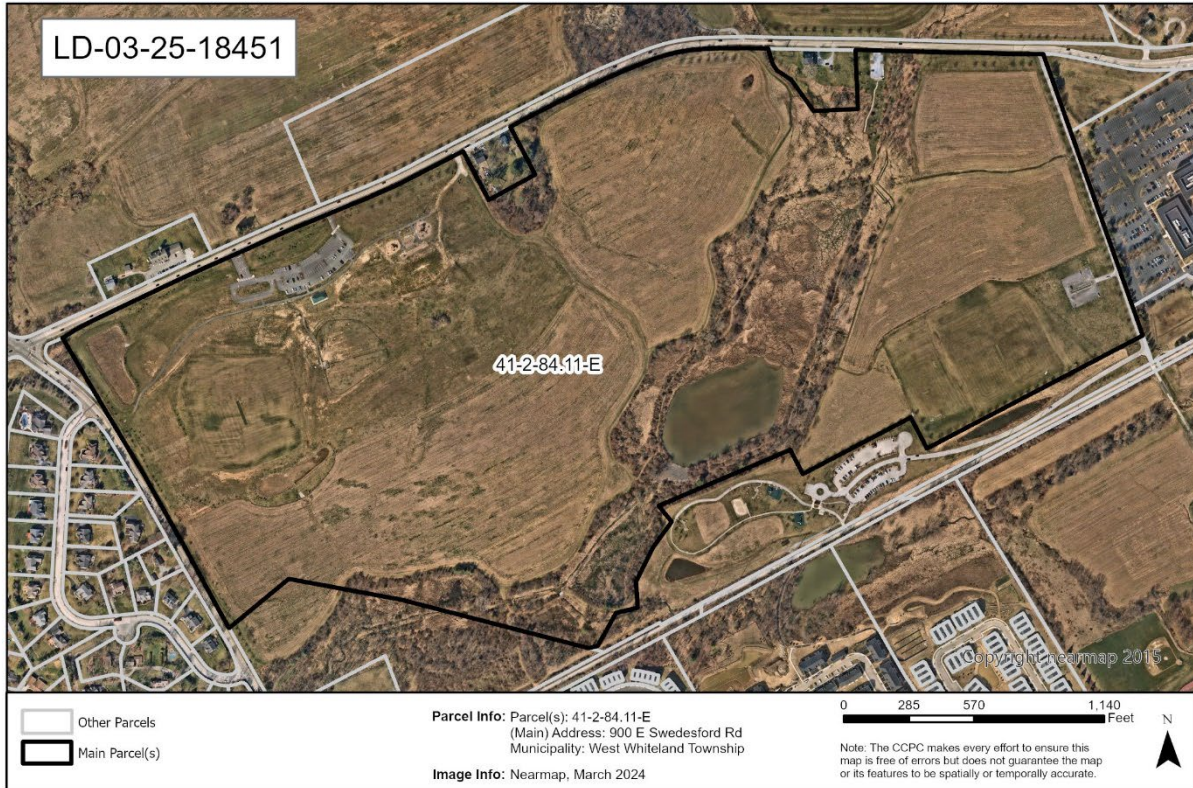 LD-03-25-18451
41-2-84.11-E
Copyright nearmap 2015
Other Parcels
Main Parcel(s)
Parcel Info: Parcel(s): 41-2-84.11-E
(Main) Address: 900 E Swedesford Rd
Municipality: West Whiteland Township
Image Info: Nearmap, March 2024
0 285 570 1,140
Feet
N
Note: The CCPC makes every effort to ensure this
map is free of errors but does not guarantee the map
or its features to be spatially or temporally accurate.